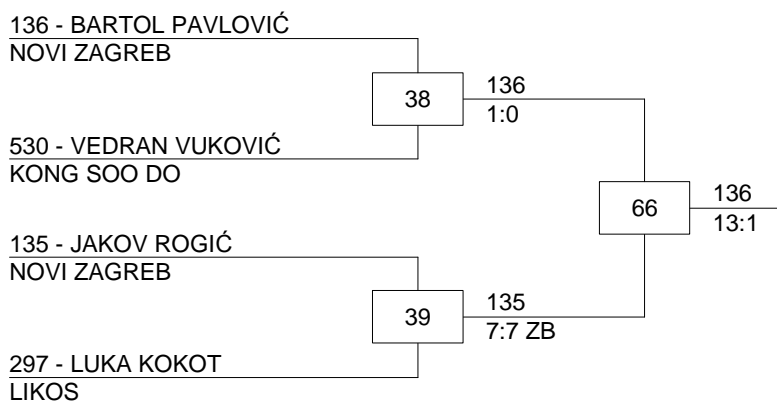 136 - BARTOL PAVLOVIĆ
NOVI ZAGREB
38
136
1:0
530 - VEDRAN VUKOVIĆ
KONG SOO DO
66
136
13:1
135 - JAKOV ROGIĆ
NOVI ZAGREB
39
135
7:7 ZB
297 - LUKA KOKOT
LIKOS